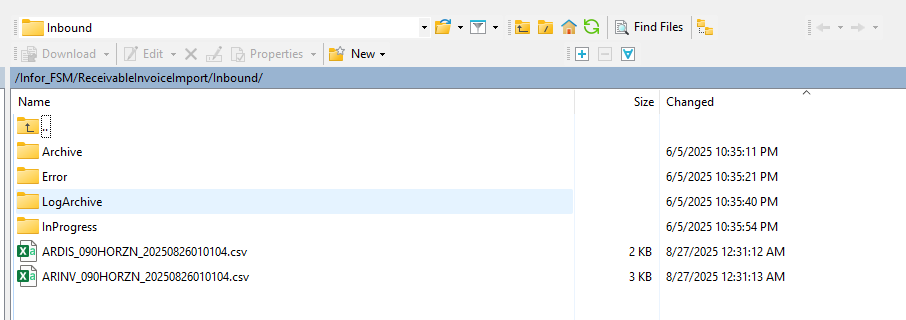 Inbound Find Files
Download Edit Properties New
/Infor_FSM/ReceivableInvoiceImport/Inbound/
Name Size Changed
..
Archive 6/5/2025 10:35:11 PM
Error 6/5/2025 10:35:21 PM
LogArchive 6/5/2025 10:35:40 PM
InProgress 6/5/2025 10:35:54 PM
ARDIS_090HORZN_20250826010104.csv 2 KB 8/27/2025 12:31:12 AM
ARINV_090HORZN_20250826010104.csv 3 KB 8/27/2025 12:31:13 AM